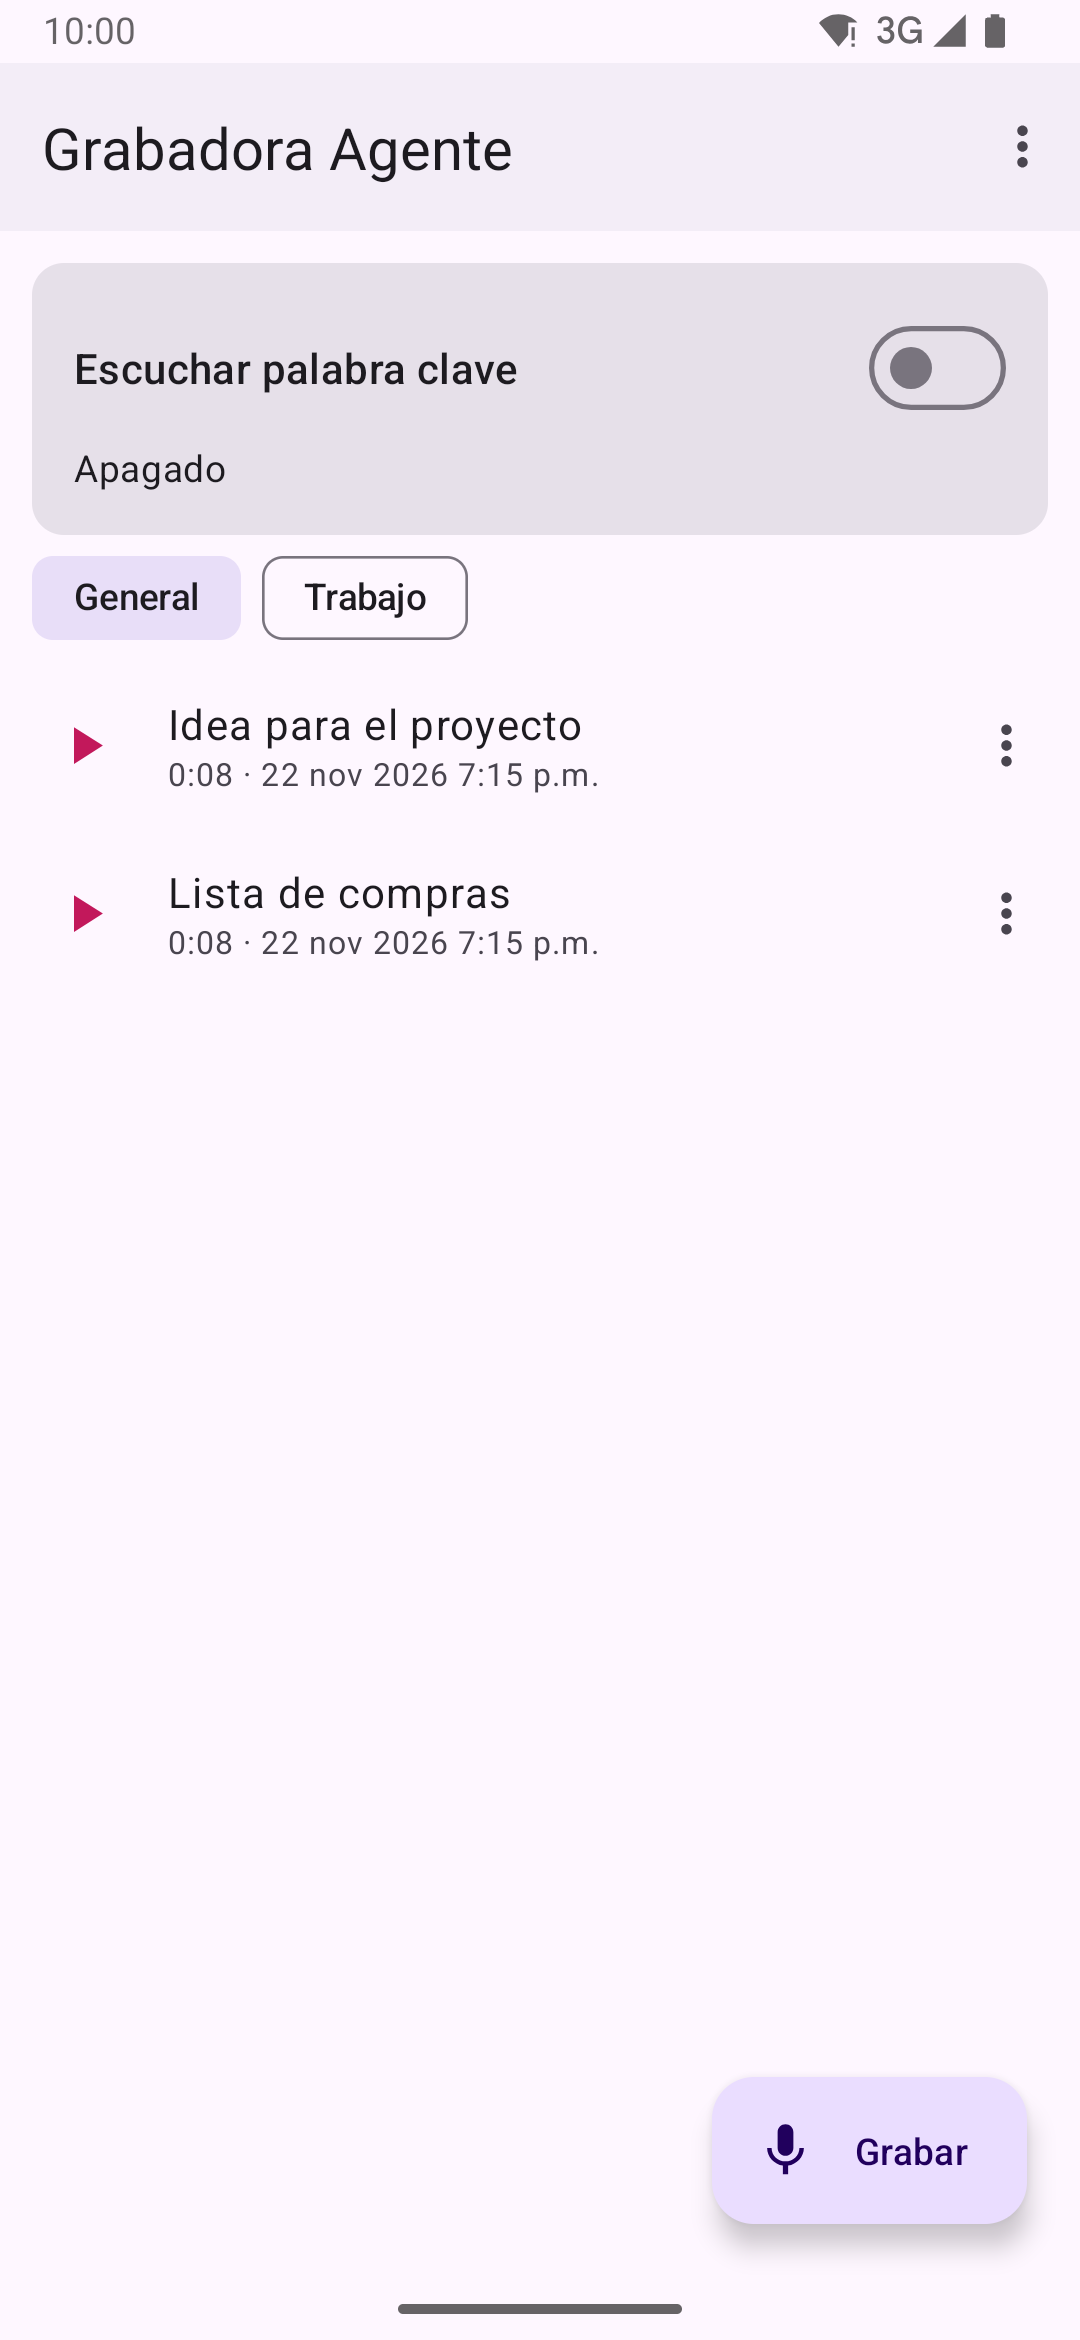 10:00
3G
Grabadora Agente
Escuchar palabra clave
Apagado
General
Trabajo
Idea para el proyecto
0:08 · 22 nov 2026 7:15 p.m.
Lista de compras
0:08 · 22 nov 2026 7:15 p.m.
Grabar